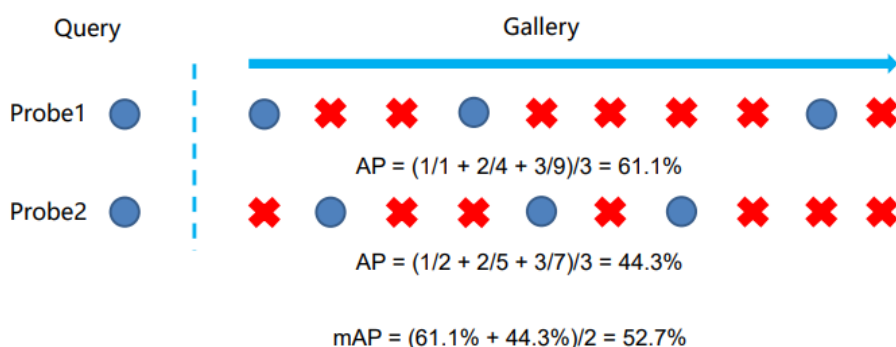 Query Gallery
Probe1
AP = (1/1 + 2/4 + 3/9)/3 = 61.1%
Probe2
AP = (1/2 + 2/5 + 3/7)/3 = 44.3%
mAP = (61.1% + 44.3%)/2 = 52.7%